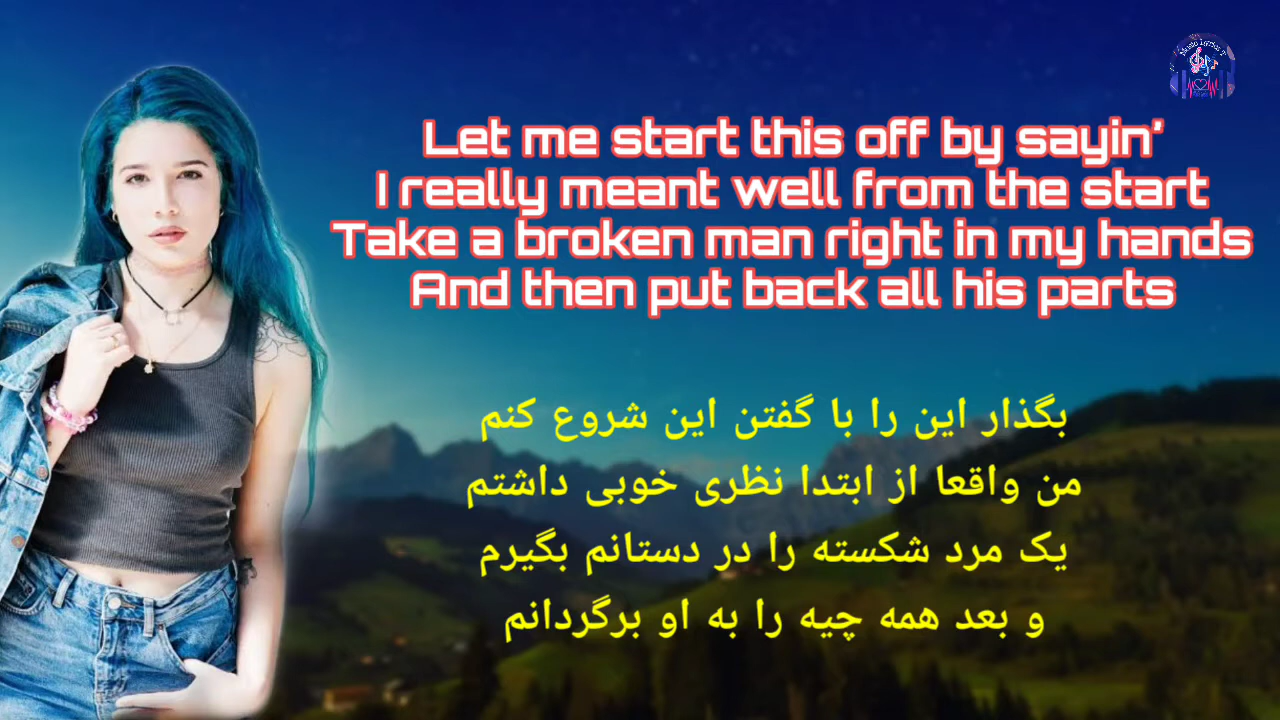 Let me start this off by sayin'
I really meant well from the start
Take a broken man right in my hands
And then put back all his parts
بگذار این را با گفتن این شروع کنم
من واقعا از ابتدا نظری خوبی داشتم
یک مرد شکسته را در دستانم بگیرم
و بعد همه چیه را به او برگردانم